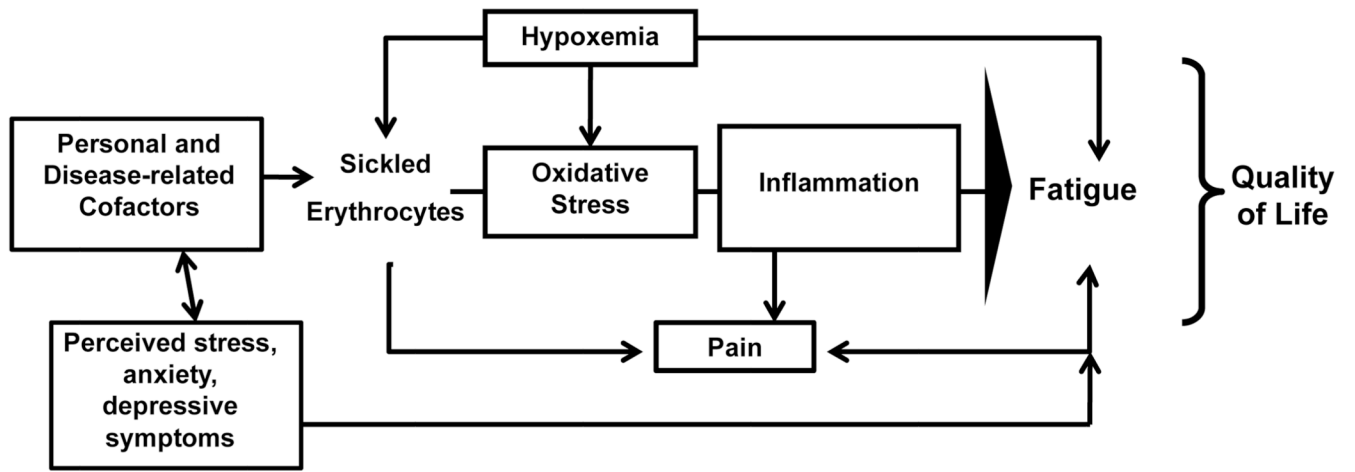 Hypoxemia
Personal and
Disease-related
Cofactors
Sickled
Erythrocytes
Oxidative
Stress
Inflammation
Fatigue
Quality
of Life
Perceived stress,
anxiety,
depressive
symptoms
Pain